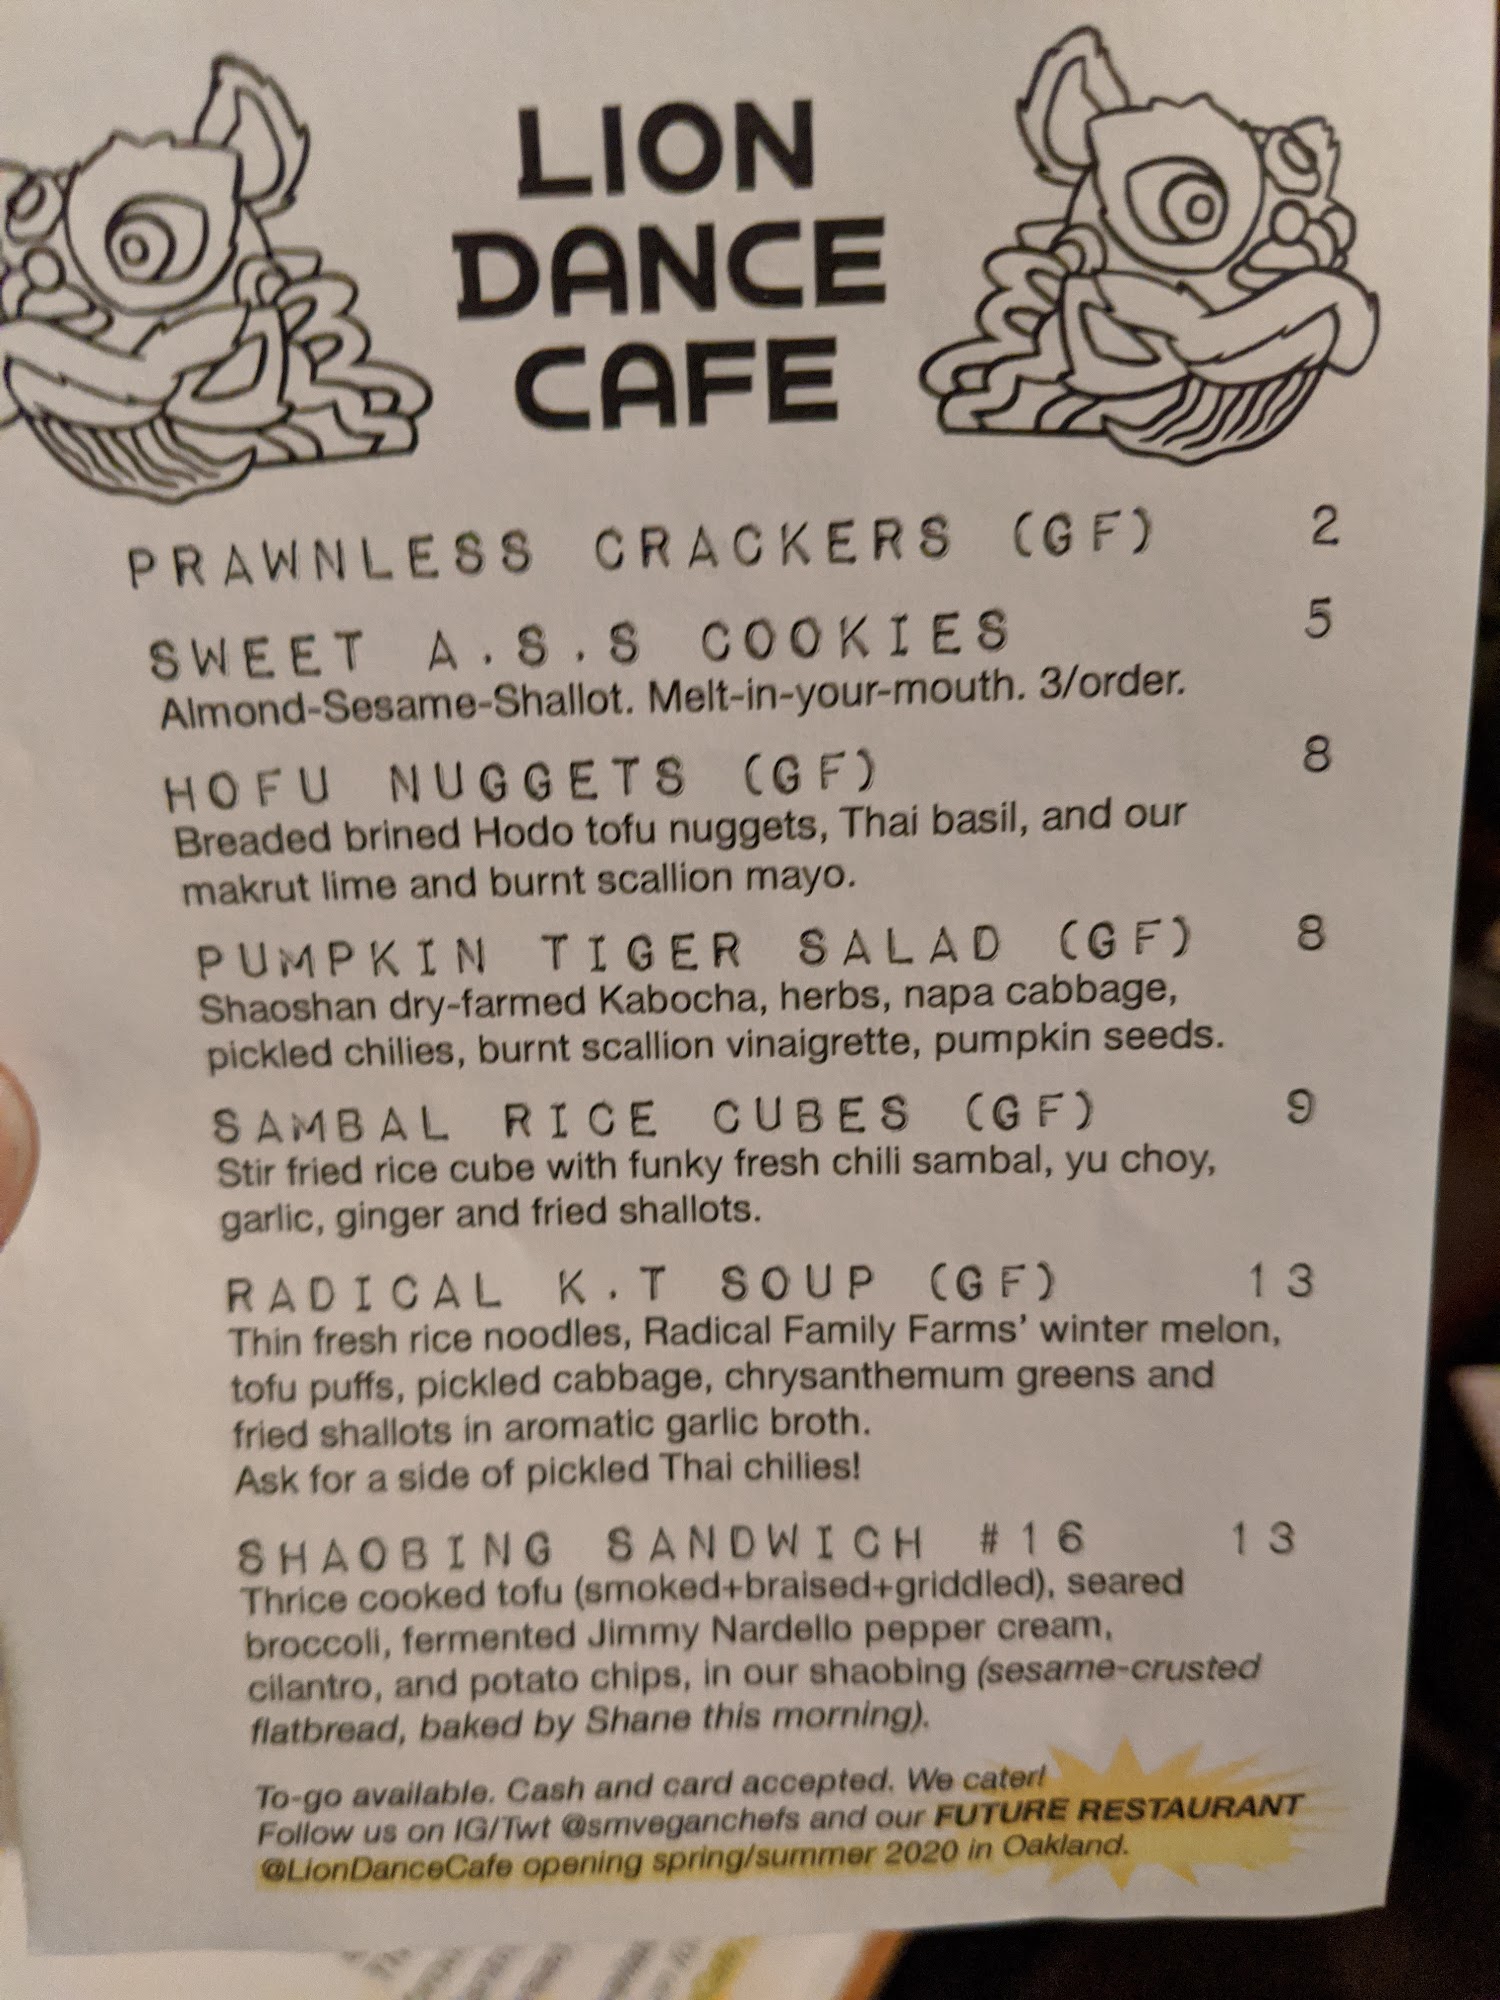 LION
DANCE
CAFE
PRAWNLESS CRACKERS (GF) 2
SWEET A.S.S COOKIES 5
Almond-Sesame-Shallot. Melt-in-your-mouth. 3/order.
HOFU NUGGETS (GF) 8
Breaded brined Hodo tofu nuggets, Thai basil, and our
makrut lime and burnt scallion mayo.
PUMPKIN TIGER SALAD (GF) 8
Shaoshan dry-farmed Kabocha, herbs, napa cabbage,
pickled chilies, burnt scallion vinaigrette, pumpkin seeds.
SAMBAL RICE CUBES (GF) 9
Stir fried rice cube with funky fresh chili sambal, yu choy,
garlic, ginger and fried shallots.
RADICAL K.T SOUP (GF) 13
Thin fresh rice noodles, Radical Family Farms' winter melon,
tofu puffs, pickled cabbage, chrysanthemum greens and
fried shallots in aromatic garlic broth.
Ask for a side of pickled Thai chilies!
SHAOBING SANDWICH #16 13
Thrice cooked tofu (smoked+braised+griddled), seared
broccoli, fermented Jimmy Nardello pepper cream,
cilantro, and potato chips, in our shaobing (sesame-crusted
flatbread, baked by Shane this morning).
To-go available. Cash and card accepted. We cater!
Follow us on IG/Twt @smveganchefs and our FUTURE RESTAURANT
@LionDanceCafe opening spring/summer 2020 in Oakland.